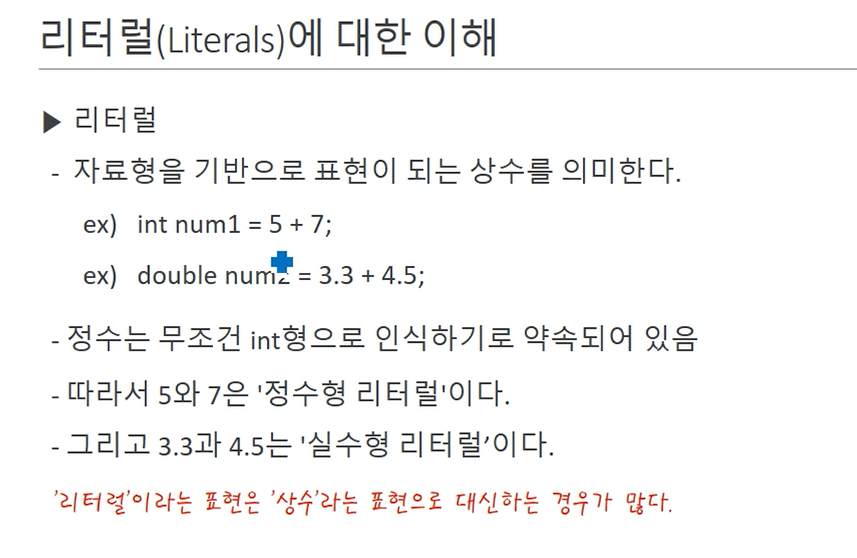 리터럴(Literals)에 대한 이해
▶ 리터럴
- 자료형을 기반으로 표현이 되는 상수를 의미한다.
ex) int num1 = 5 + 7;
ex) double num2 = 3.3 + 4.5;
- 정수는 무조건 int형으로 인식하기로 약속되어 있음
- 따라서 5와 7은 '정수형 리터럴'이다.
- 그리고 3.3과 4.5는 '실수형 리터럴’이다.
'리터럴'이라는 표현은 '상수'라는 표현으로 대신하는 경우가 많다.